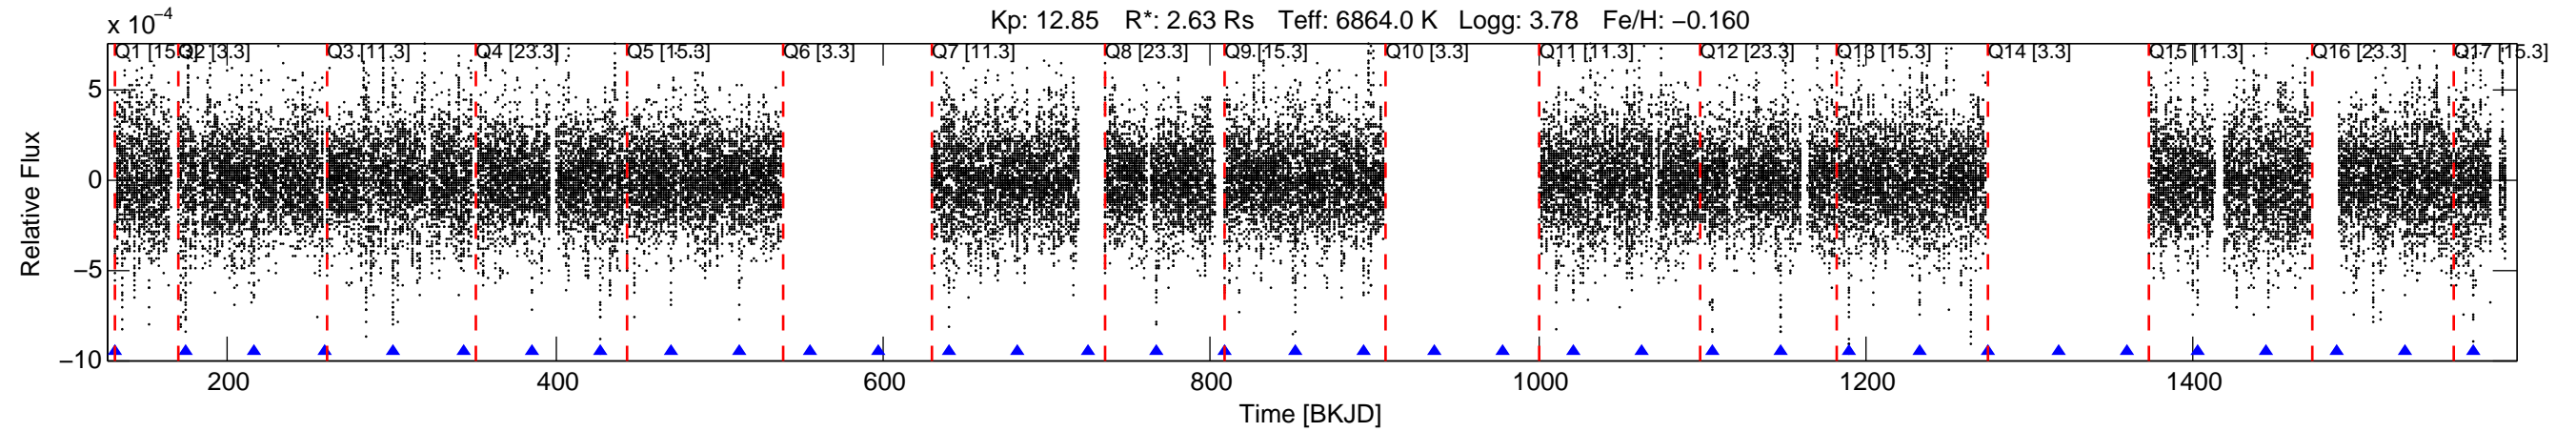 Kp: 12.85 R*: 2.63 Rs Teff: 6864.0 K Logg: 3.78 Fe/H: −0.160
x 10−4
Q1 [15.3] Q2 [3.3] Q3 [11.3] Q4 [23.3] Q5 [15.3] Q6 [3.3] Q7 [11.3] Q8 [23.3] Q9 [15.3] Q10 [3.3] Q11 [11.3] Q12 [23.3] Q13 [15.3] Q14 [3.3] Q15 [11.3] Q16 [23.3] Q17 [15.3]
5
0
−5
−10
Relative Flux
200 400 600 800 1000 1200 1400
Time [BKJD]